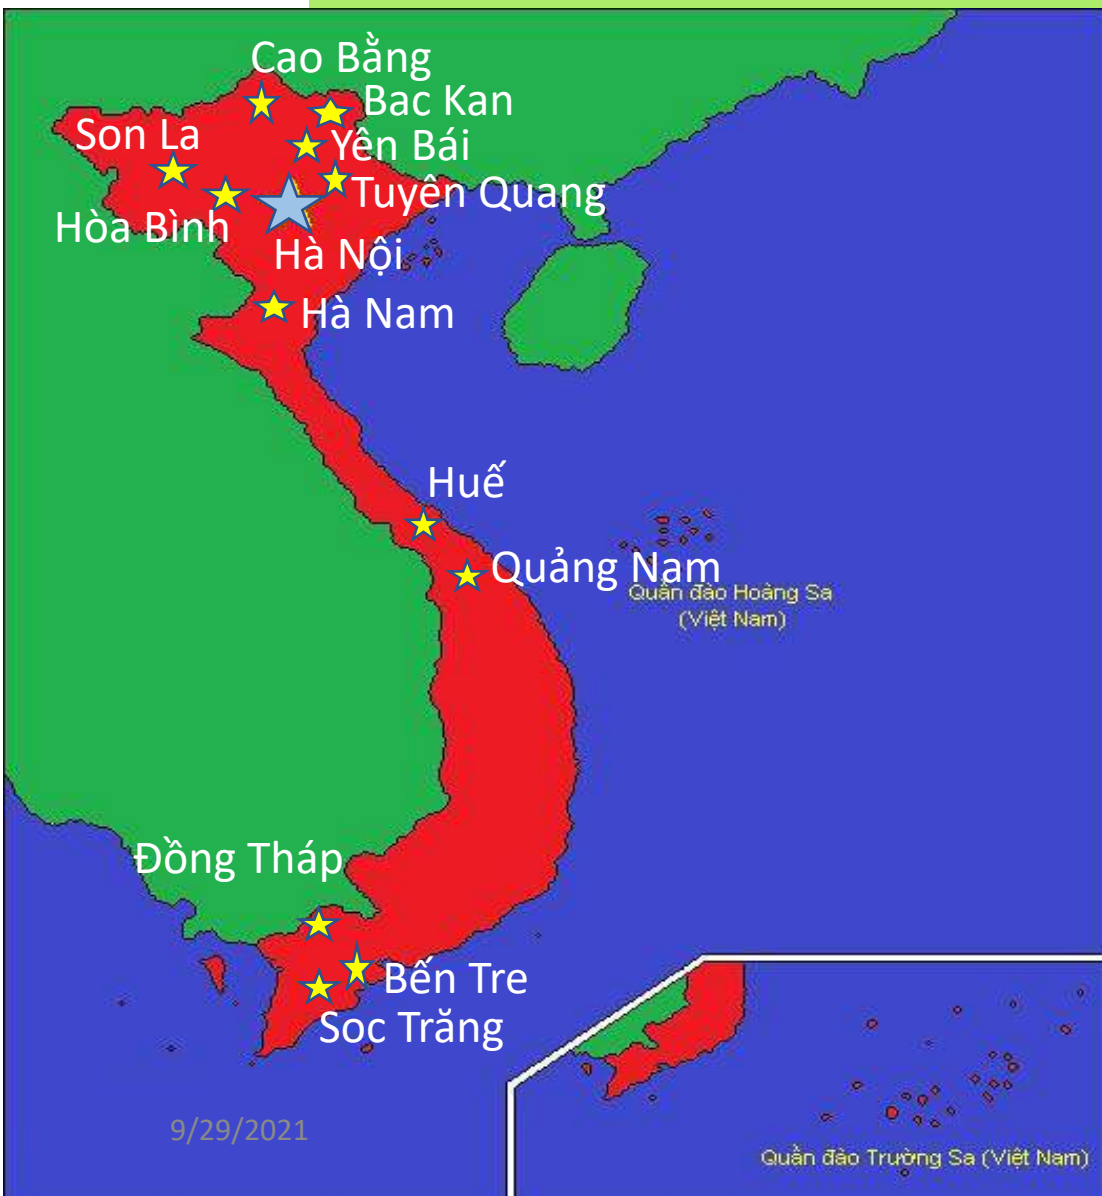 Cao Bằng
Bac Kan
Son La
Yên Bái
Tuyên Quang
Hòa Bình
Hà Nội
Hà Nam
Huế
Quảng Nam
Quần đảo Hoàng Sa
(Việt Nam)
Đồng Tháp
Bến Tre
Soc Trăng
9/29/2021
Quần đảo Trường Sa (Việt Nam)